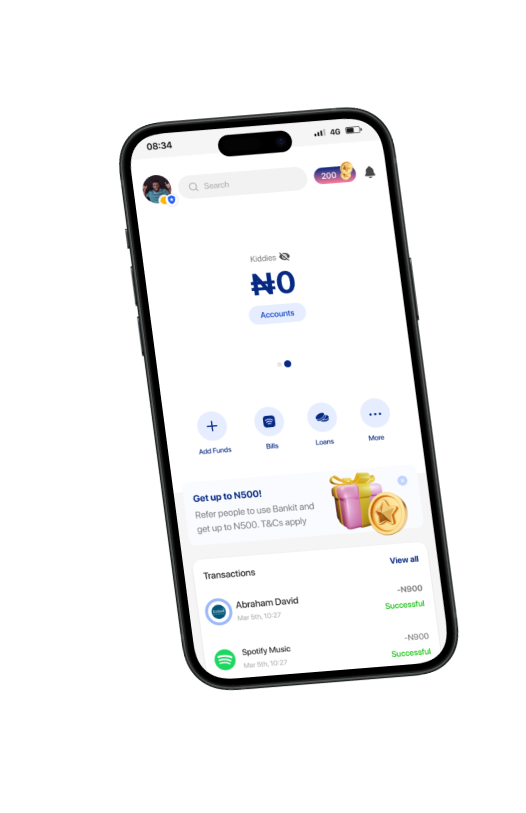 08:34
4G
Search
200
Kiddies
₦0
Accounts
Add Funds
Bills
Loans
More
Get up to N500!
Refer people to use Bankit and
get up to N500. T&Cs apply
Transactions
View all
Abraham David
-N900
Mar 5th, 10:27
Successful
Spotify Music
-N900
Mar 5th, 10:27
Successful